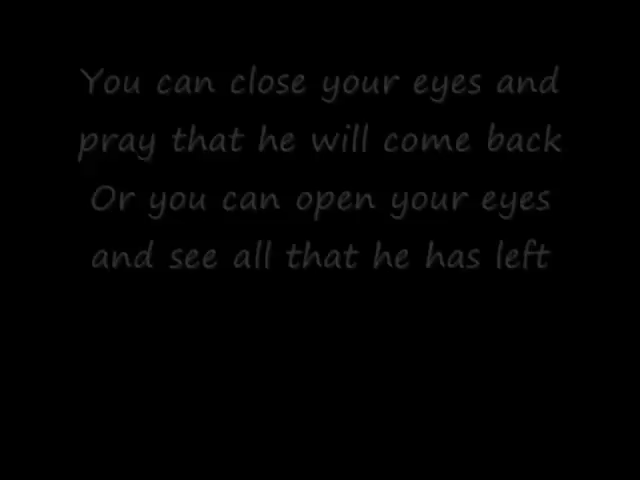 You can close your eyes and
pray that he will come back
Or you can open your eyes
and see all that he has left